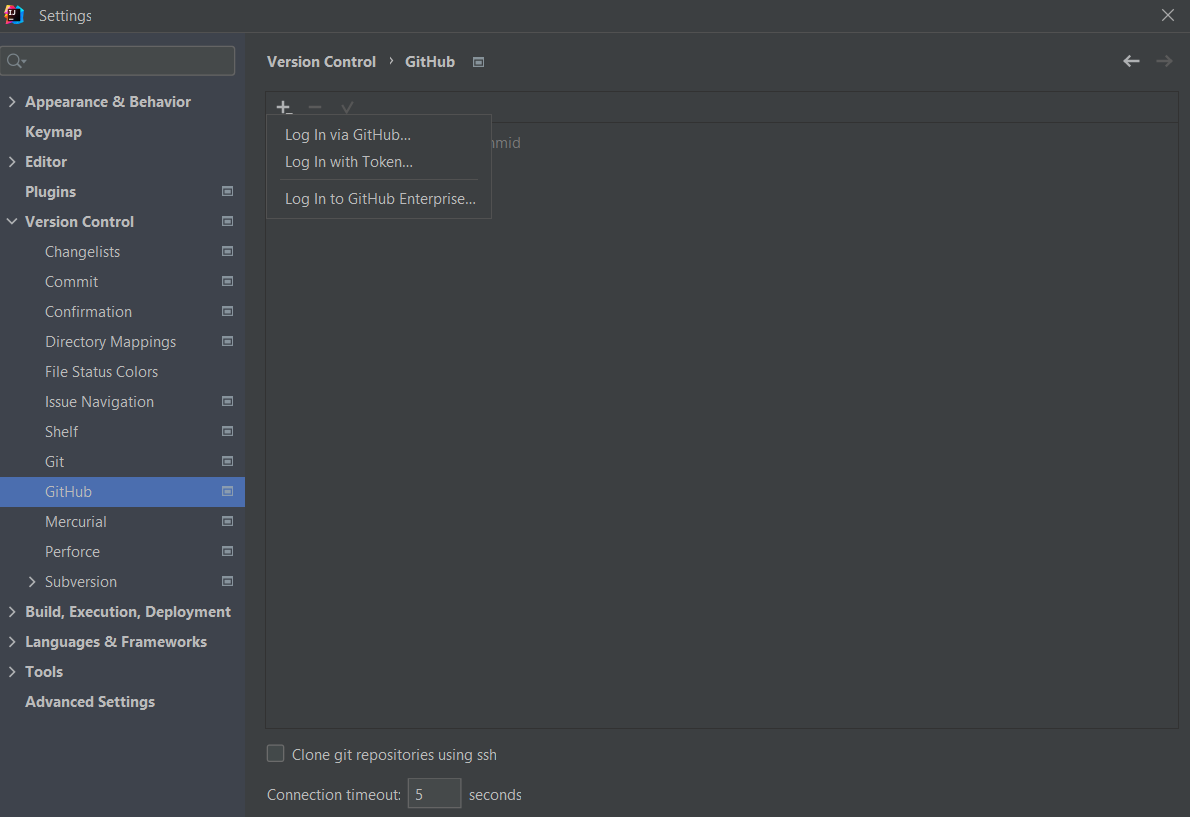 Settings
Version Control › GitHub
Appearance & Behavior
Keymap
Editor
Plugins
Version Control
Changelists
Commit
Confirmation
Directory Mappings
File Status Colors
Issue Navigation
Shelf
Git
GitHub
Mercurial
Perforce
Subversion
Build, Execution, Deployment
Languages & Frameworks
Tools
Advanced Settings
Log In via GitHub...
Log In with Token...
Log In to GitHub Enterprise...
Clone git repositories using ssh
Connection timeout: 5 seconds